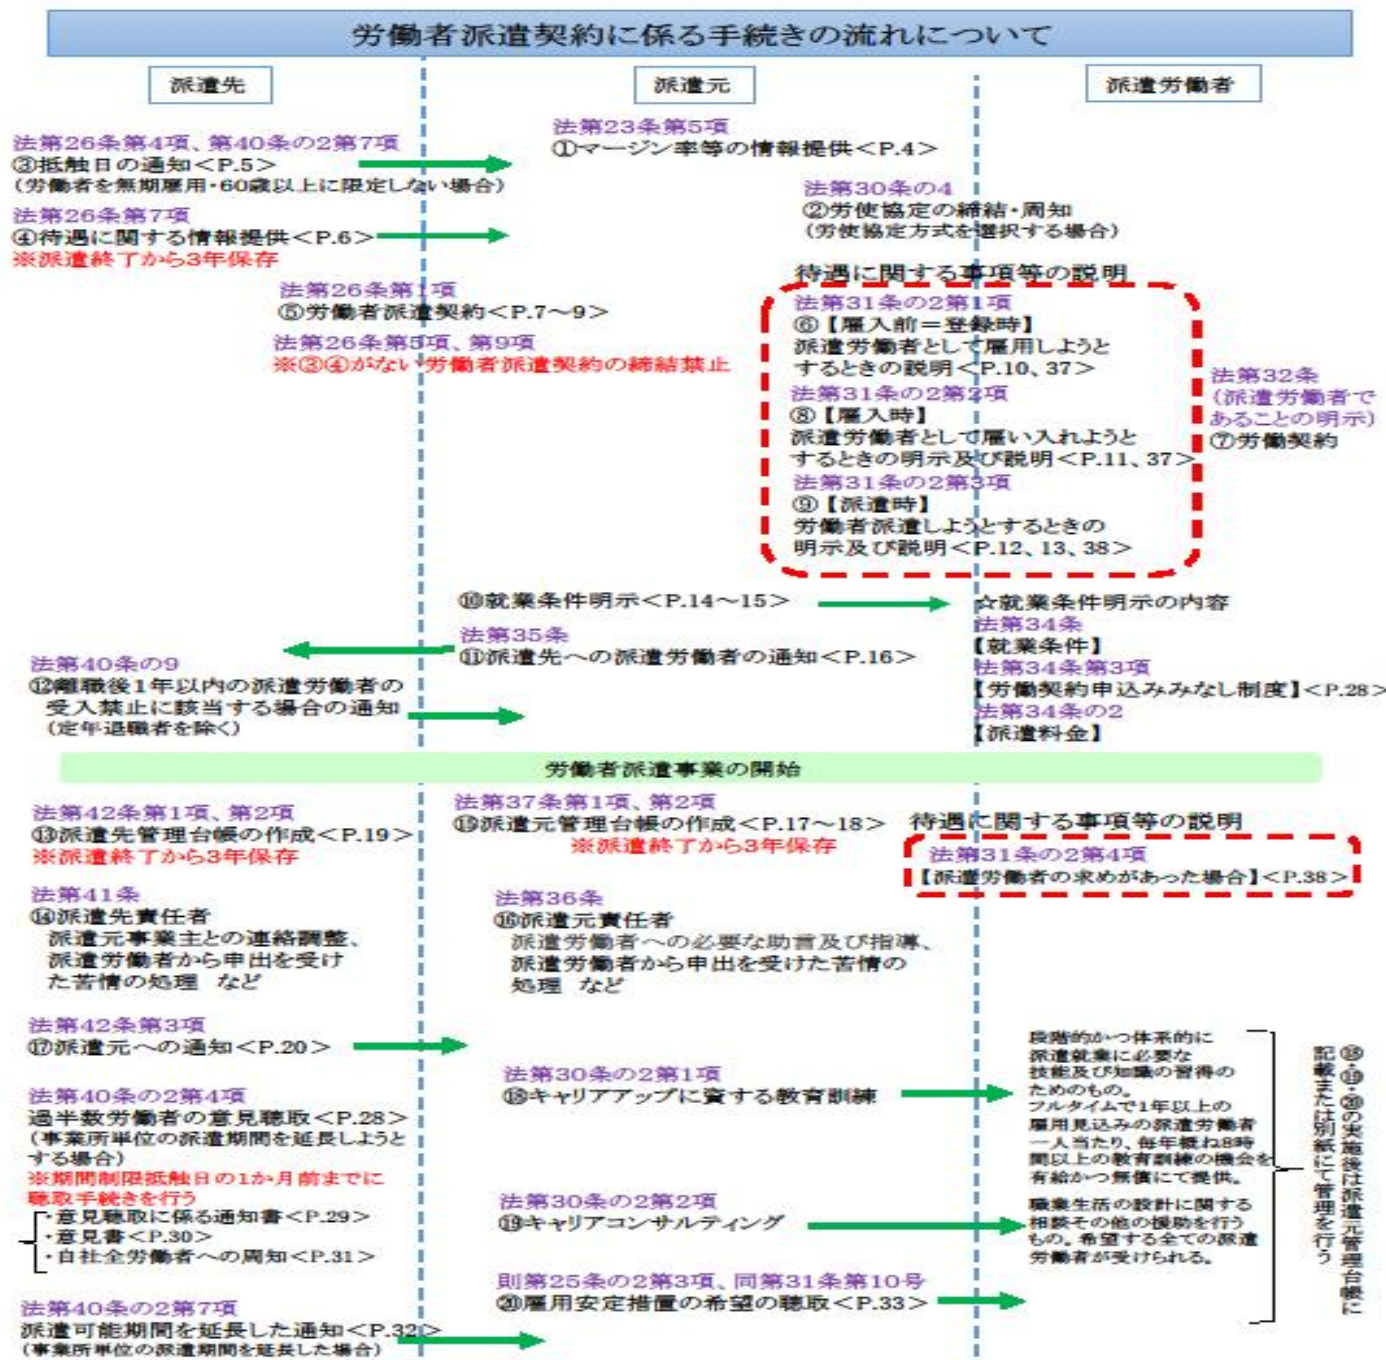 労働者派遣契約に係る手続きの流れについて
派遣先
派遣元
派遣労働者
法第26条第4項、第40条の2第7項
③抵触日の通知<P.5>
(労働者を無期雇用・60歳以上に限定しない場合)
法第26条第7項
④待遇に関する情報提供<P.6>
※派遣終了から3年保存
法第23条第5項
①マージン率等の情報提供<P.4>
法第30条の4
②労使協定の締結・周知
(労使協定方式を選択する場合)
法第26条第1項
⑤労働者派遣契約<P.7～9>
法第26条第5項、第9項
※③④がない労働者派遣契約の締結禁止
待遇に関する事項等の説明
法第31条の2第1項
⑥【雇入前＝登録時】
派遣労働者として雇用しようと
するときの説明<P.10、37>
法第31条の2第2項
⑧【雇入時】
派遣労働者として雇い入れようと
するときの明示及び説明<P.11、37>
法第31条の2第3項
⑨【派遣時】
労働者派遣しようとするときの
明示及び説明<P.12、13、38>
法第32条
(派遣労働者で
あることの明示)
⑦労働契約
⑩就業条件明示<P.14～15>
☆就業条件明示の内容
法第34条
【就業条件】
法第34条第3項
【労働契約申込みみなし制度】<P.28>
法第34条の2
【派遣料金】
法第35条
⑪派遣先への派遣労働者の通知<P.16>
法第40条の9
⑫離職後1年以内の派遣労働者の
受入禁止に該当する場合の通知
(定年退職者を除く)
労働者派遣事業の開始
法第42条第1項、第2項
⑬派遣先管理台帳の作成<P.19>
※派遣終了から3年保存
法第37条第1項、第2項
⑮派遣元管理台帳の作成<P.17～18>
※派遣終了から3年保存
待遇に関する事項等の説明
法第31条の2第4項
【派遣労働者の求めがあった場合】<P.38>
法第41条
⑭派遣先責任者
派遣元事業主との連絡調整、
派遣労働者から申出を受け
た苦情の処理 など
法第36条
⑯派遣元責任者
派遣労働者への必要な助言及び指導、
派遣労働者から申出を受けた苦情の
処理 など
法第42条第3項
⑰派遣元への通知<P.20>
法第30条の2第1項
⑱キャリアアップに資する教育訓練
段階的かつ体系的に
派遣就業に必要な
技能及び知識の習得の
ためのもの。
フルタイムで1年以上の
雇用見込みの派遣労働者
一人当たり、毎年概ね8時
間以上の教育訓練の機会を
有給かつ無償にて提供。
法第40条の2第4項
過半数労働者の意見聴取<P.28>
(事業所単位の派遣期間を延長しようと
する場合)
※期間制限抵触日の1か月前までに
聴取手続きを行う
・意見聴取に係る通知書<P.29>
・意見書<P.30>
・自社全労働者への周知<P.31>
法第30条の2第2項
⑲キャリアコンサルティング
職業生活の設計に関する
相談その他の援助を行う
もの。希望する全ての派遣
労働者が受けられる。
則第25条の2第3項、同第31条第10号
⑳雇用安定措置の希望の聴取<P.33>
⑱・⑲・⑳の実施後は派遣元管理台帳に
記載または別紙にて管理を行う
法第40条の2第7項
派遣可能期間を延長した通知<P.32>
(事業所単位の派遣期間を延長した場合)